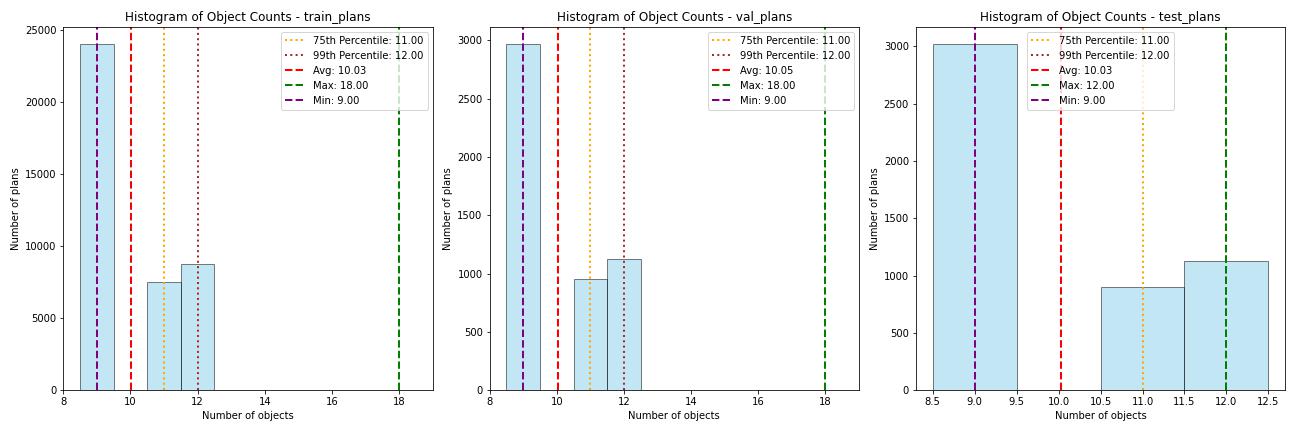 Histogram of Object Counts - train_plans
75th Percentile: 11.00
99th Percentile: 12.00
Avg: 10.03
Max: 18.00
Min: 9.00
Number of plans
25000
20000
15000
10000
5000
0
8
10
12
14
16
18
Number of objects
Histogram of Object Counts - val_plans
75th Percentile: 11.00
99th Percentile: 12.00
Avg: 10.05
Max: 18.00
Min: 9.00
Number of plans
3000
2500
2000
1500
1000
500
0
8
10
12
14
16
18
Number of objects
Histogram of Object Counts - test_plans
75th Percentile: 11.00
99th Percentile: 12.00
Avg: 10.03
Max: 12.00
Min: 9.00
Number of plans
3000
2500
2000
1500
1000
500
0
8.5
9.0
9.5
10.0
10.5
11.0
11.5
12.0
12.5
Number of objects